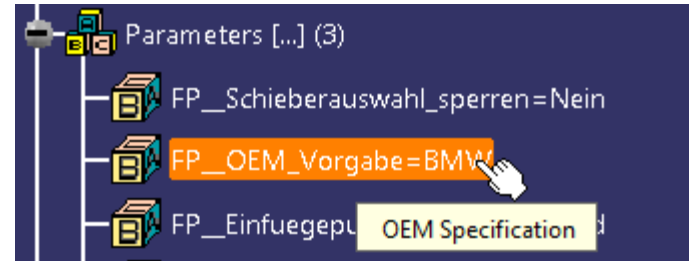 Parameters [...] (3)
FP__Schieberauswahl_sperren=Nein
FP__OEM_Vorgabe=BMW
FP__Einfuegepu
OEM Specification